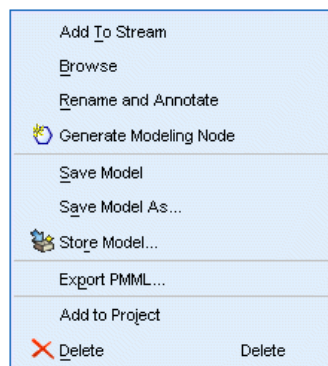 Add To Stream
Browse
Rename and Annotate
Generate Modeling Node
Save Model
Save Model As...
Store Model...
Export PMML...
Add to Project
Delete Delete